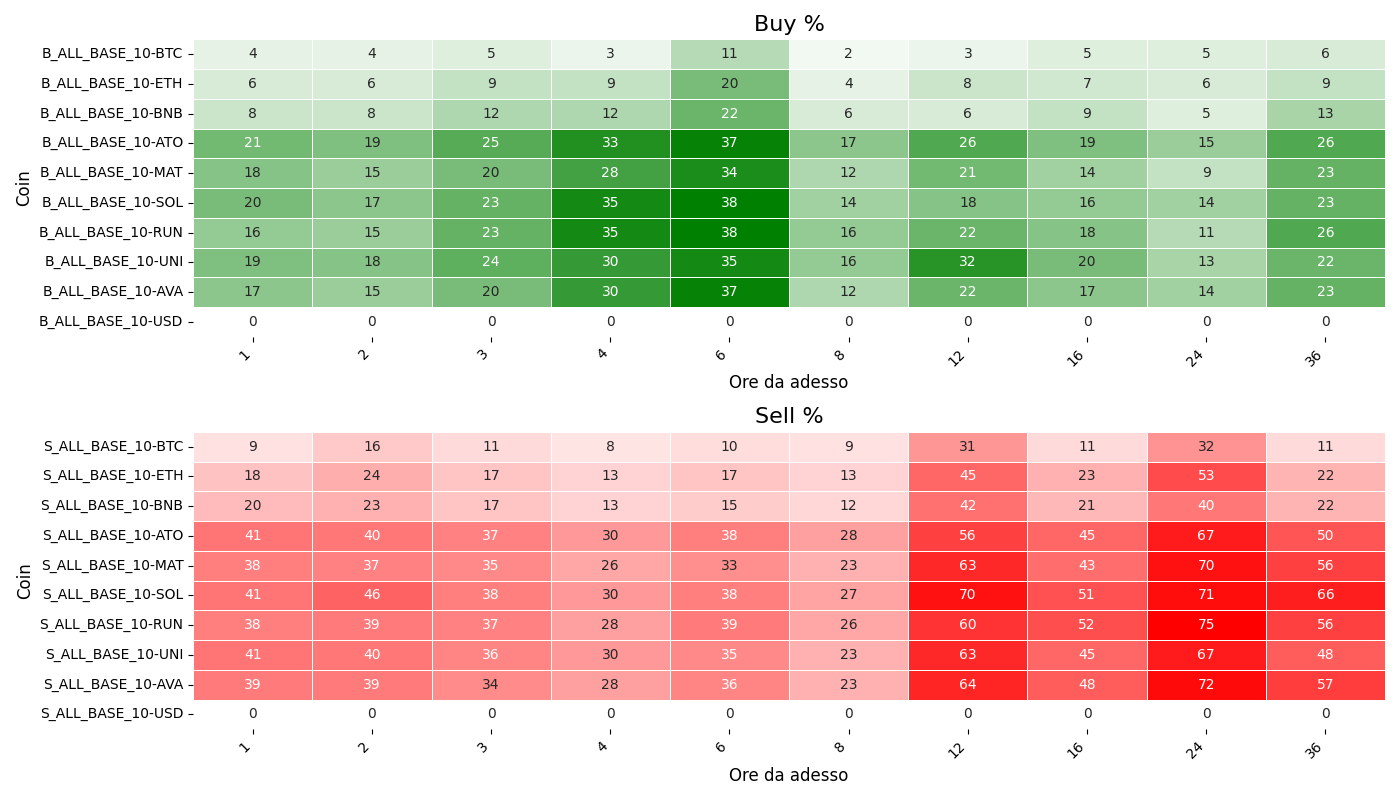 Buy %
Coin
B_ALL_BASE_10-BTC 4 4 5 3 11 2 3 5 5 6
B_ALL_BASE_10-ETH 6 6 9 9 20 4 8 7 6 9
B_ALL_BASE_10-BNB 8 8 12 12 22 6 6 9 5 13
B_ALL_BASE_10-ATO 21 19 25 33 37 17 26 19 15 26
B_ALL_BASE_10-MAT 18 15 20 28 34 12 21 14 9 23
B_ALL_BASE_10-SOL 20 17 23 35 38 14 18 16 14 23
B_ALL_BASE_10-RUN 16 15 23 35 38 16 22 18 11 26
B_ALL_BASE_10-UNI 19 18 24 30 35 16 32 20 13 22
B_ALL_BASE_10-AVA 17 15 20 30 37 12 22 17 14 23
B_ALL_BASE_10-USD 0 0 0 0 0 0 0 0 0 0
1 2 3 4 6 8 12 16 24 36
Ore da adesso
Sell %
Coin
S_ALL_BASE_10-BTC 9 16 11 8 10 9 31 11 32 11
S_ALL_BASE_10-ETH 18 24 17 13 17 13 45 23 53 22
S_ALL_BASE_10-BNB 20 23 17 13 15 12 42 21 40 22
S_ALL_BASE_10-ATO 41 40 37 30 38 28 56 45 67 50
S_ALL_BASE_10-MAT 38 37 35 26 33 23 63 43 70 56
S_ALL_BASE_10-SOL 41 46 38 30 38 27 70 51 71 66
S_ALL_BASE_10-RUN 38 39 37 28 39 26 60 52 75 56
S_ALL_BASE_10-UNI 41 40 36 30 35 23 63 45 67 48
S_ALL_BASE_10-AVA 39 39 34 28 36 23 64 48 72 57
S_ALL_BASE_10-USD 0 0 0 0 0 0 0 0 0 0
1 2 3 4 6 8 12 16 24 36
Ore da adesso